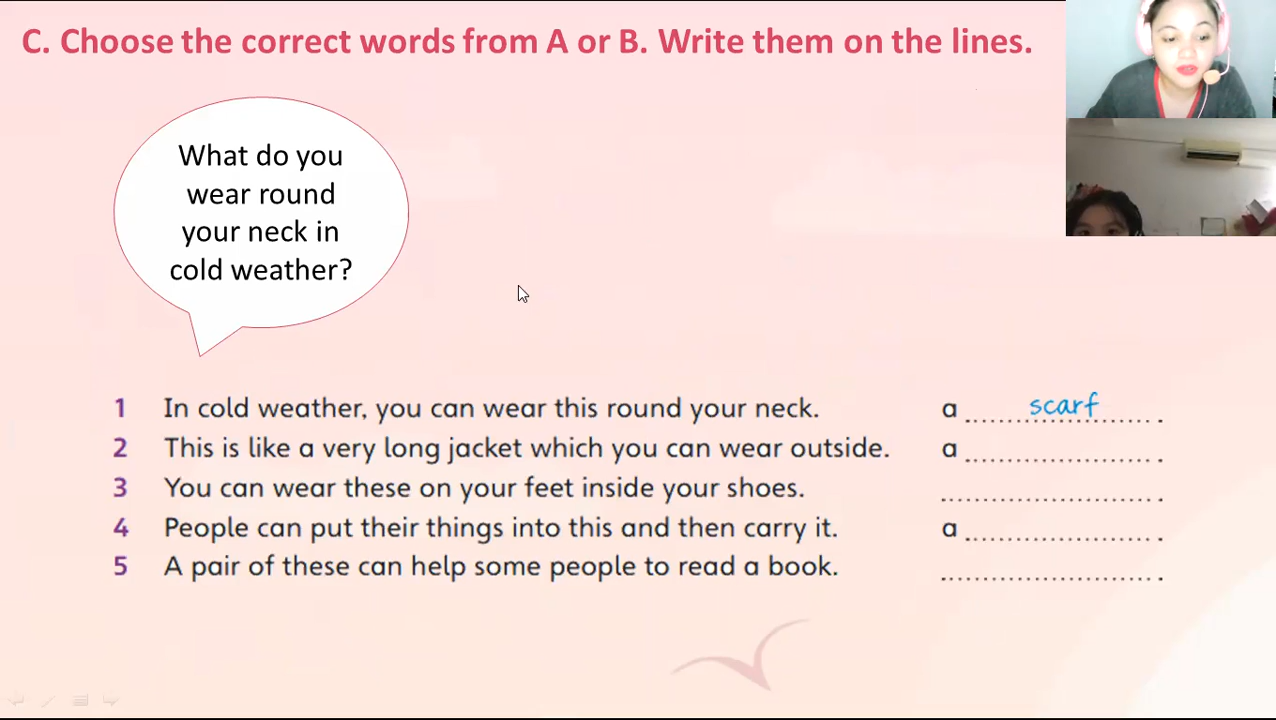 C. Choose the correct words from A or B. Write them on the lines.
What do you
wear round
your neck in
cold weather?
1 In cold weather, you can wear this round your neck. a scarf.
2 This is like a very long jacket which you can wear outside. a ............................ .
3 You can wear these on your feet inside your shoes. ................................ .
4 People can put their things into this and then carry it. a ............................ .
5 A pair of these can help some people to read a book. ................................ .